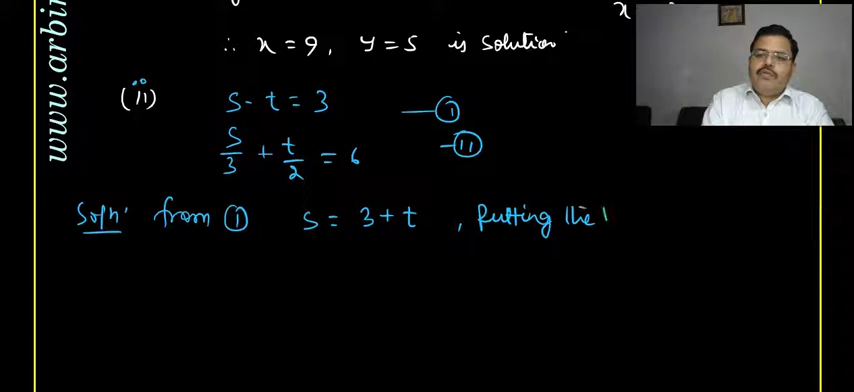 www.arbin
x
∴ x = 9, y = 5 is solution
(ii) s - t = 3 —(i)
s/3 + t/2 = 6 —(ii)
Soln. from (i) s = 3 + t, Putting the